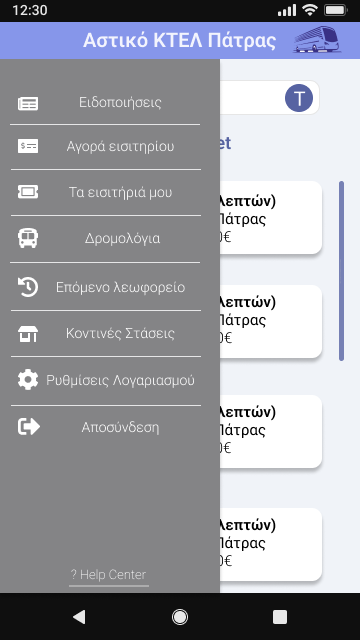 12:30
Αστικό ΚΤΕΛ Πάτρας
Ειδοποιήσεις
T
Αγορά εισιτηρίου
et
Τα εισιτήριά μου
λεπτών)
Πάτρας
0€
Δρομολόγια
Επόμενο λεωφορείο
λεπτών)
Πάτρας
0€
Κοντινές Στάσεις
Ρυθμίσεις Λογαριασμού
λεπτών)
Πάτρας
0€
Αποσύνδεση
λεπτών)
Πάτρας
0€
? Help Center